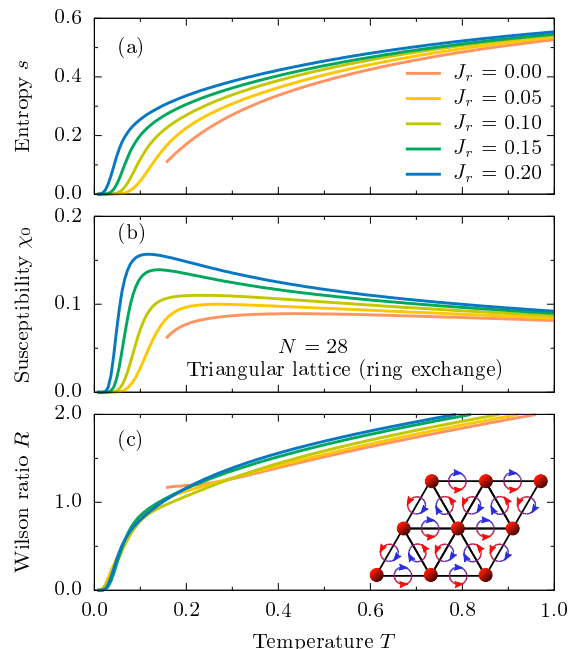 (a)
Entropy s
0.6
0.4
0.2
0.0
J_r = 0.00
J_r = 0.05
J_r = 0.10
J_r = 0.15
J_r = 0.20
(b)
Susceptibility χ₀
0.2
0.1
0.0
N = 28
Triangular lattice (ring exchange)
(c)
Wilson ratio R
2.0
1.0
0.0
0.0 0.2 0.4 0.6 0.8 1.0
Temperature T